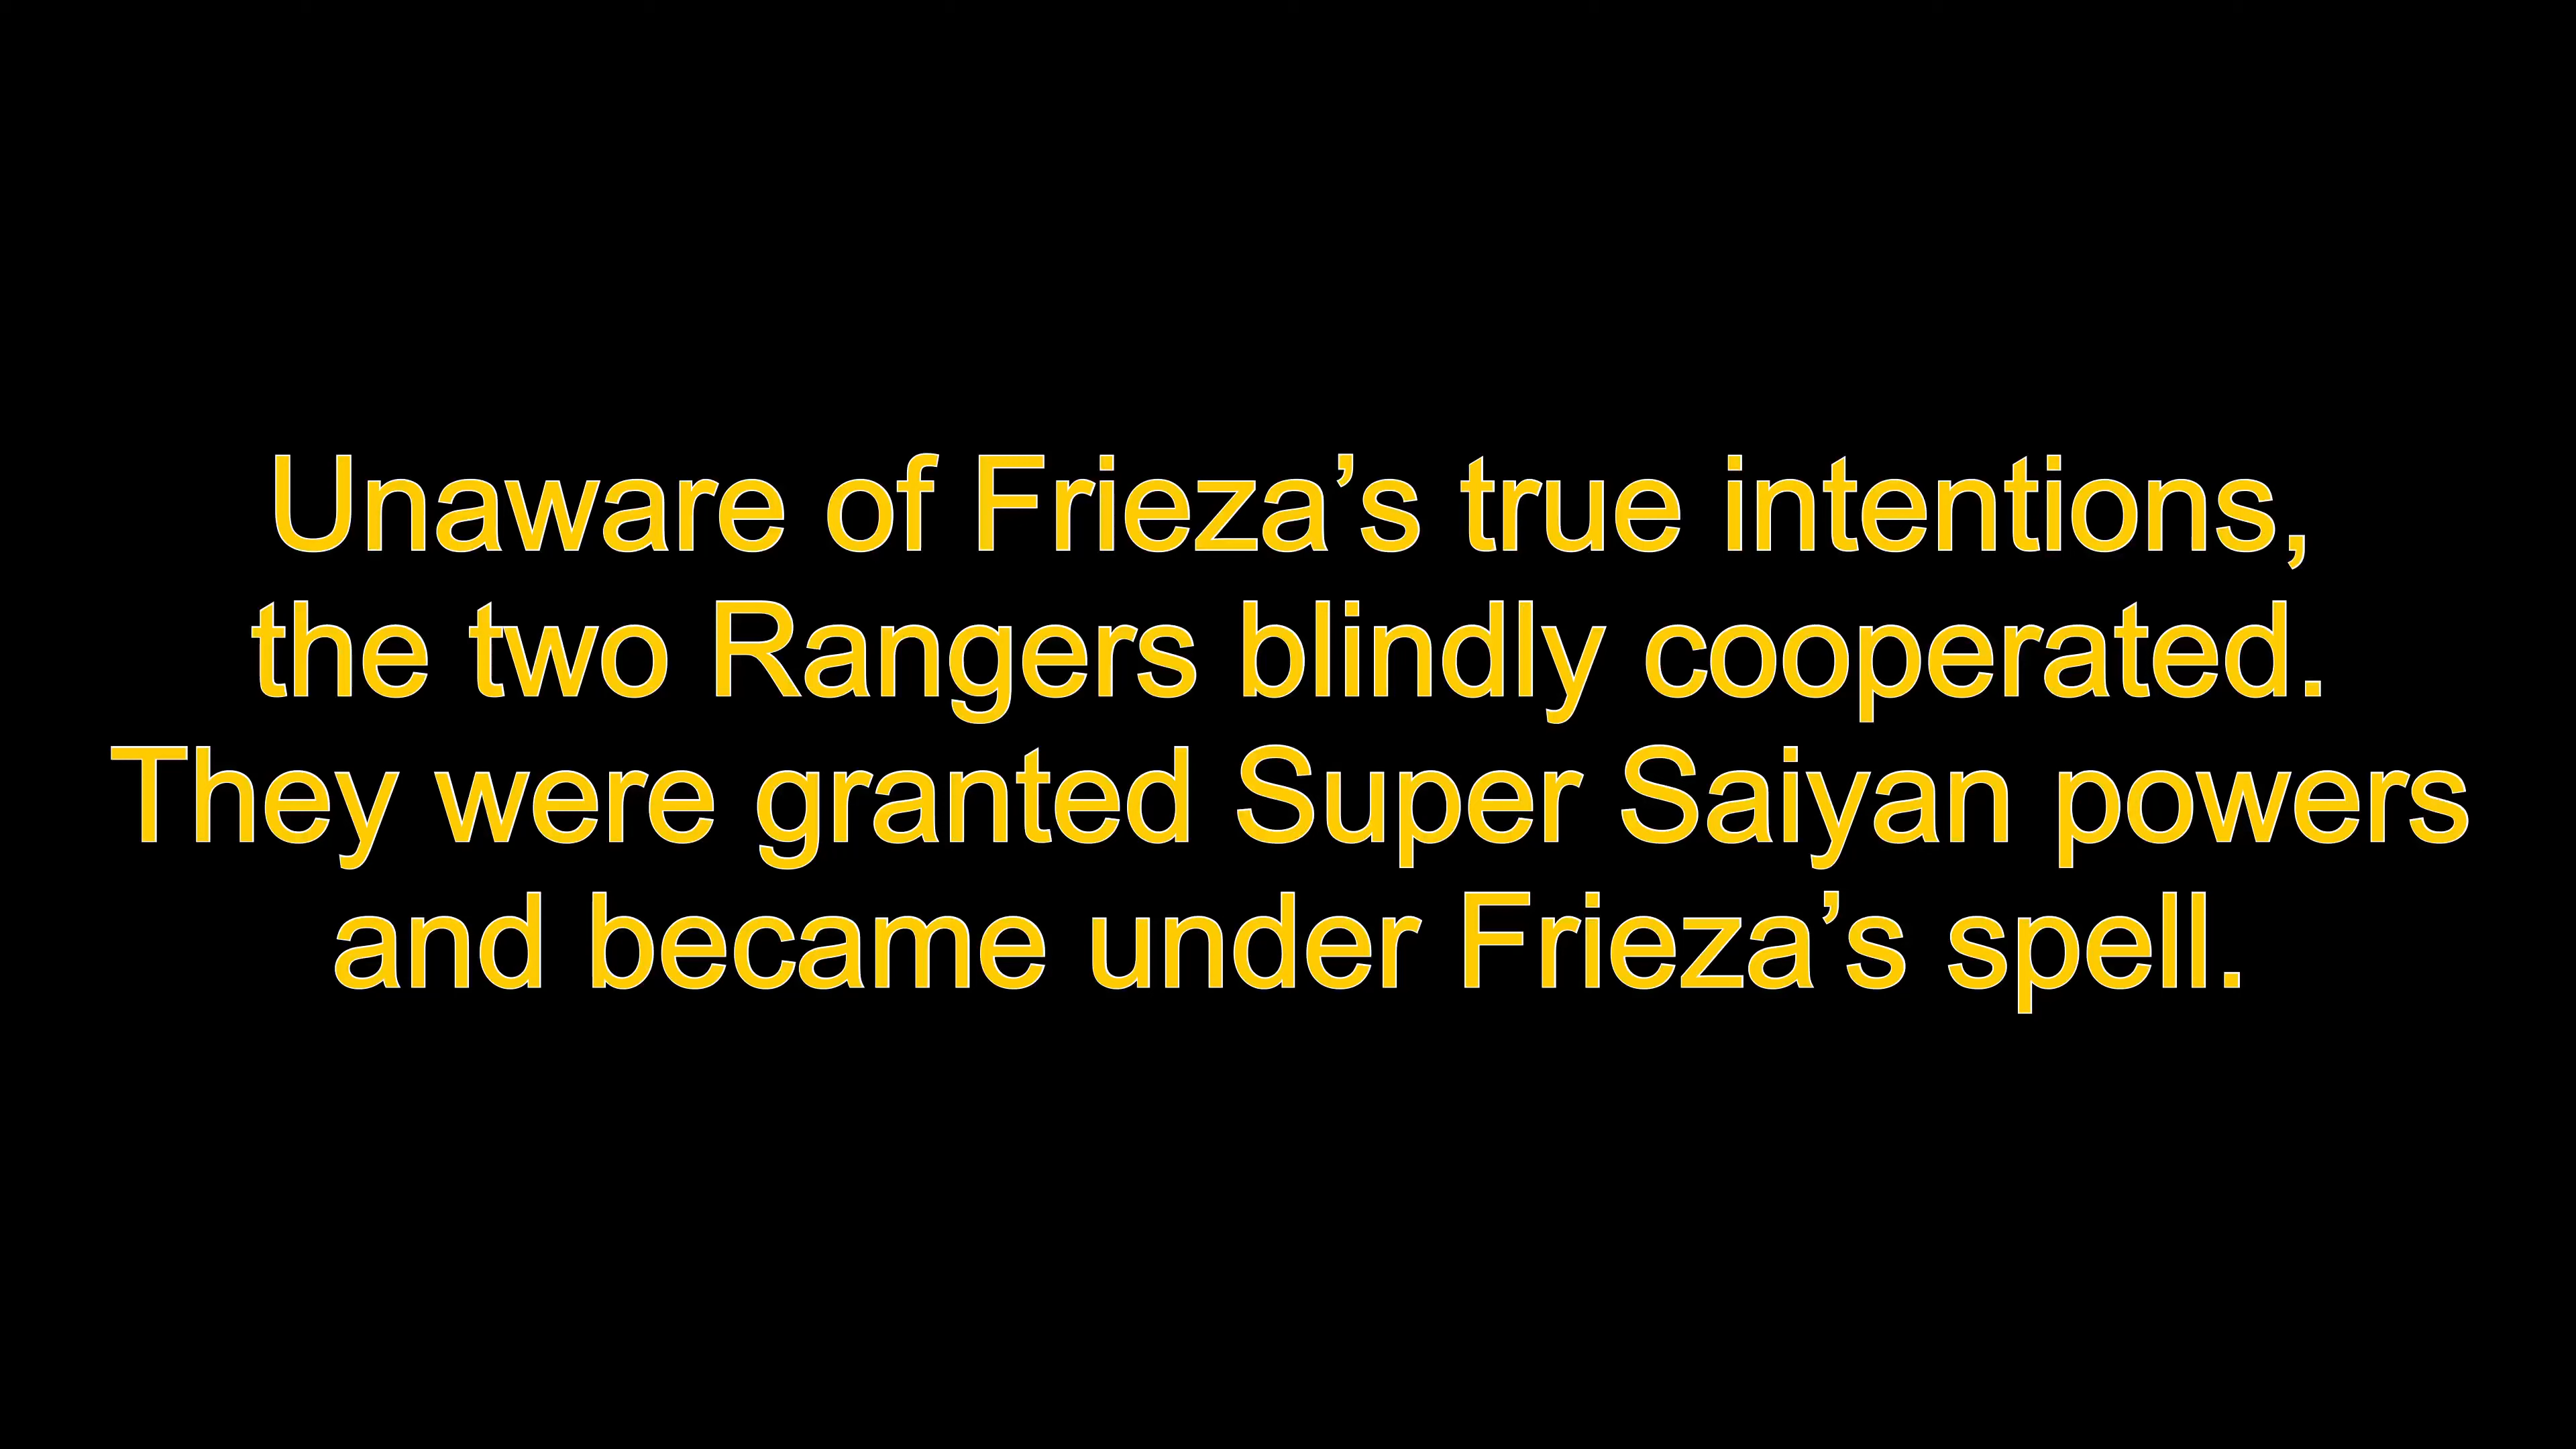 Unaware of Frieza’s true intentions,
the two Rangers blindly cooperated.
They were granted Super Saiyan powers
and became under Frieza’s spell.